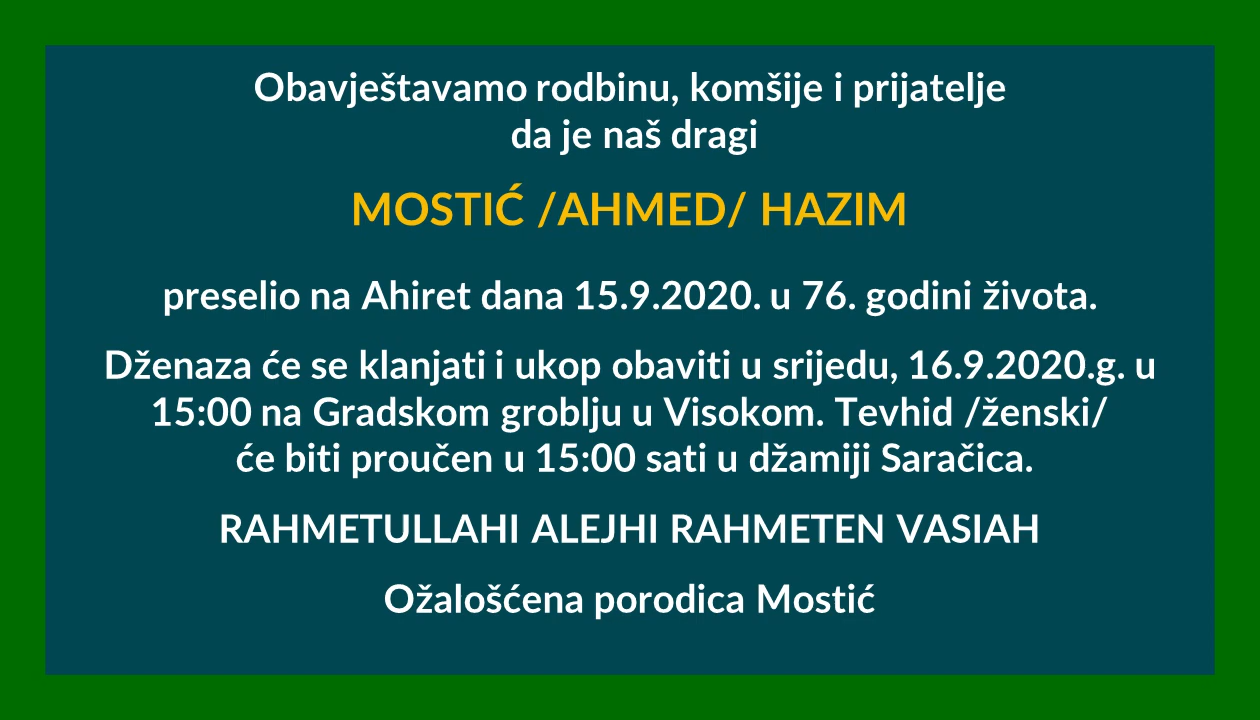 Obavještavamo rodbinu, komšije i prijatelje
da je naš dragi
MOSTIĆ /AHMED/ HAZIM
preselio na Ahiret dana 15.9.2020. u 76. godini života.
Dženaza će se klanjati i ukop obaviti u srijedu, 16.9.2020.g. u
15:00 na Gradskom groblju u Visokom. Tevhid /ženski/
će biti proučen u 15:00 sati u džamiji Saračica.
RAHMETULLAHI ALEJHI RAHMETEN VASIAH
Ožalošćena porodica Mostić